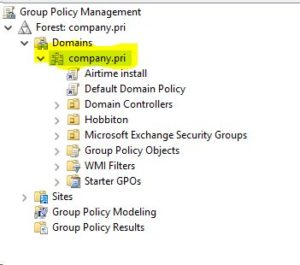 Group Policy Management
Forest: company.pri
Domains
company.pri
Airtime install
Default Domain Policy
Domain Controllers
Hobbiton
Microsoft Exchange Security Groups
Group Policy Objects
WMI Filters
Starter GPOs
Sites
Group Policy Modeling
Group Policy Results